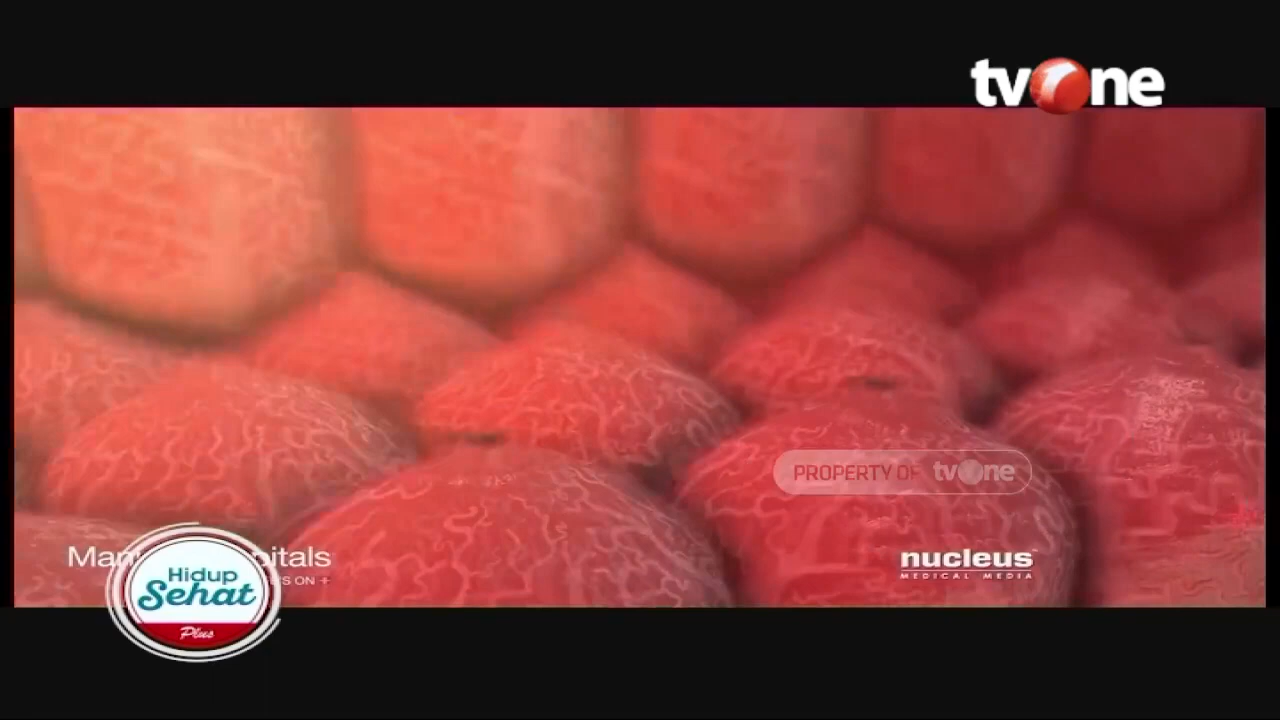 tvOne
PROPERTY OF tvOne
nucleus
MEDICAL MEDIA
Hidup
Sehat
Plus